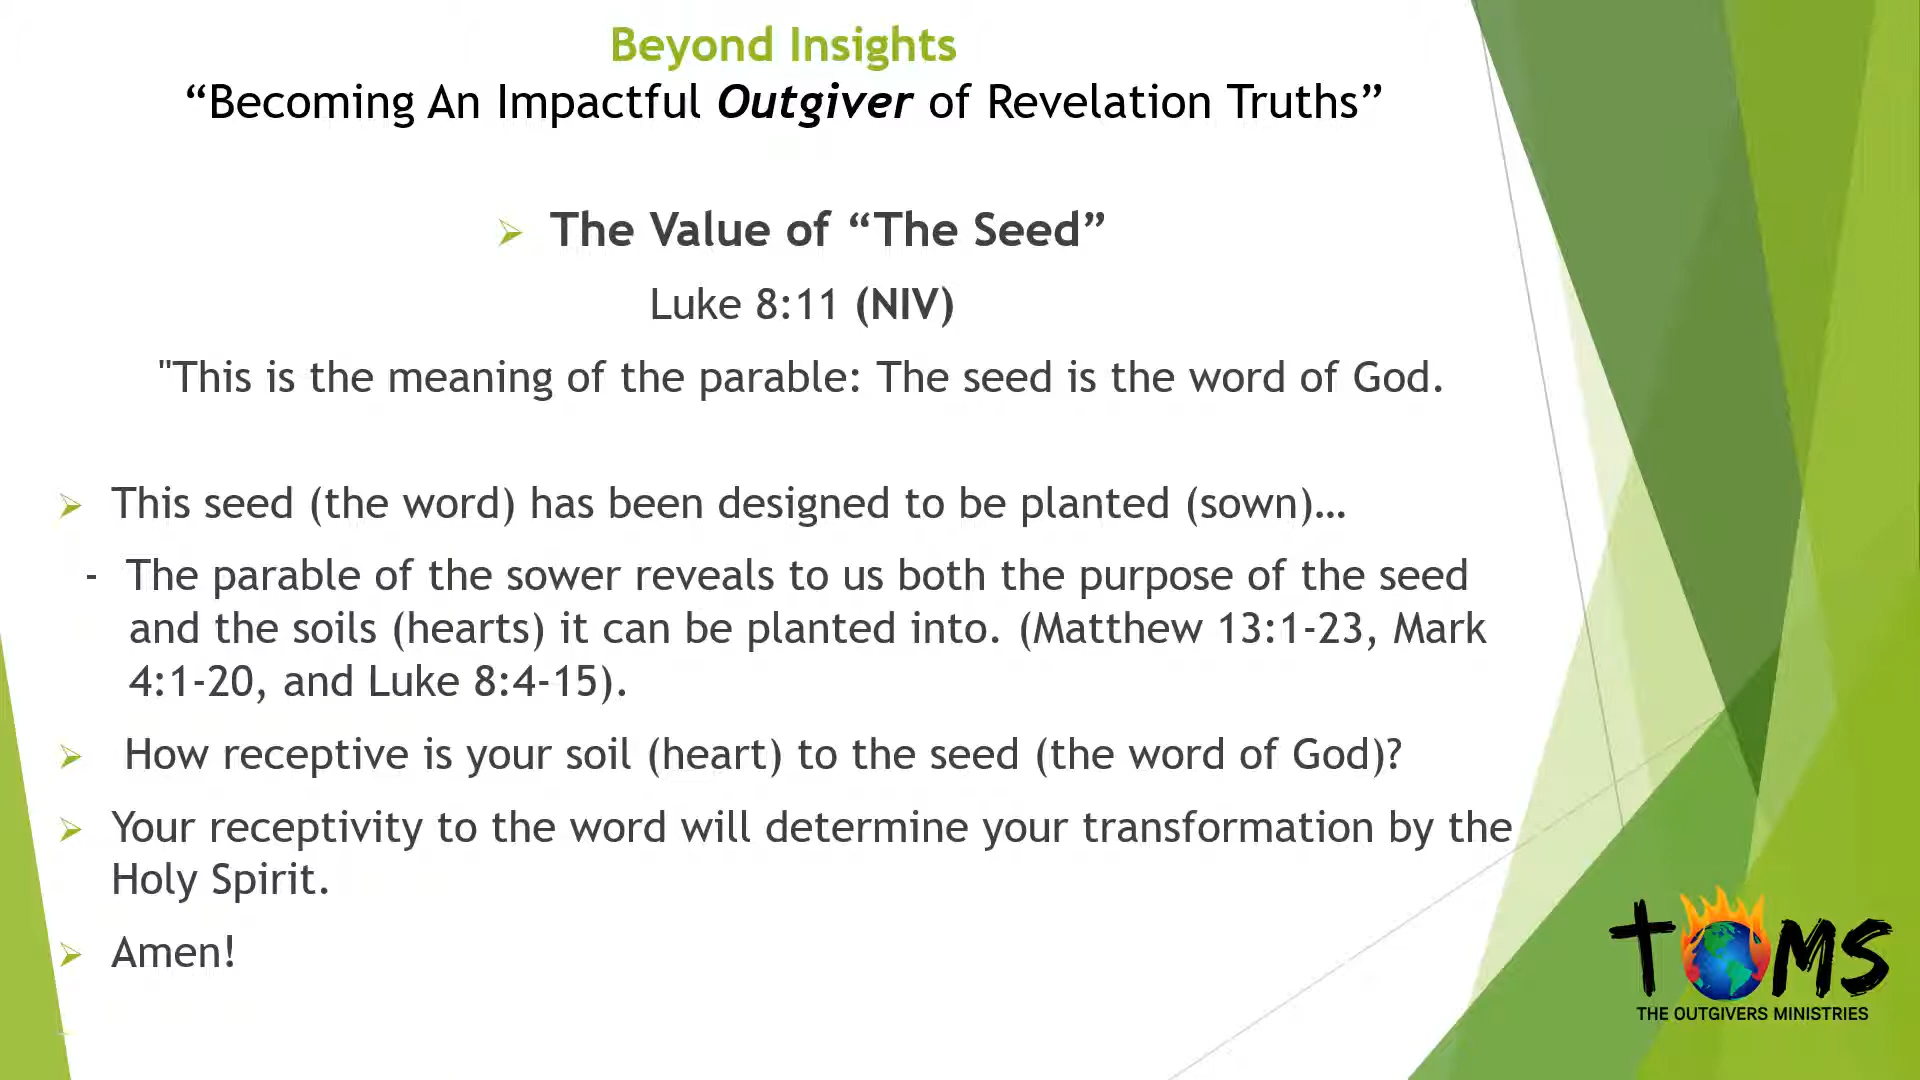 Beyond Insights
“Becoming An Impactful Outgiver of Revelation Truths”
➢ The Value of “The Seed”
Luke 8:11 (NIV)
"This is the meaning of the parable: The seed is the word of God.
➢ This seed (the word) has been designed to be planted (sown)…
- The parable of the sower reveals to us both the purpose of the seed
and the soils (hearts) it can be planted into. (Matthew 13:1-23, Mark
4:1-20, and Luke 8:4-15).
➢ How receptive is your soil (heart) to the seed (the word of God)?
➢ Your receptivity to the word will determine your transformation by the
Holy Spirit.
➢ Amen!
TOMS
THE OUTGIVERS MINISTRIES